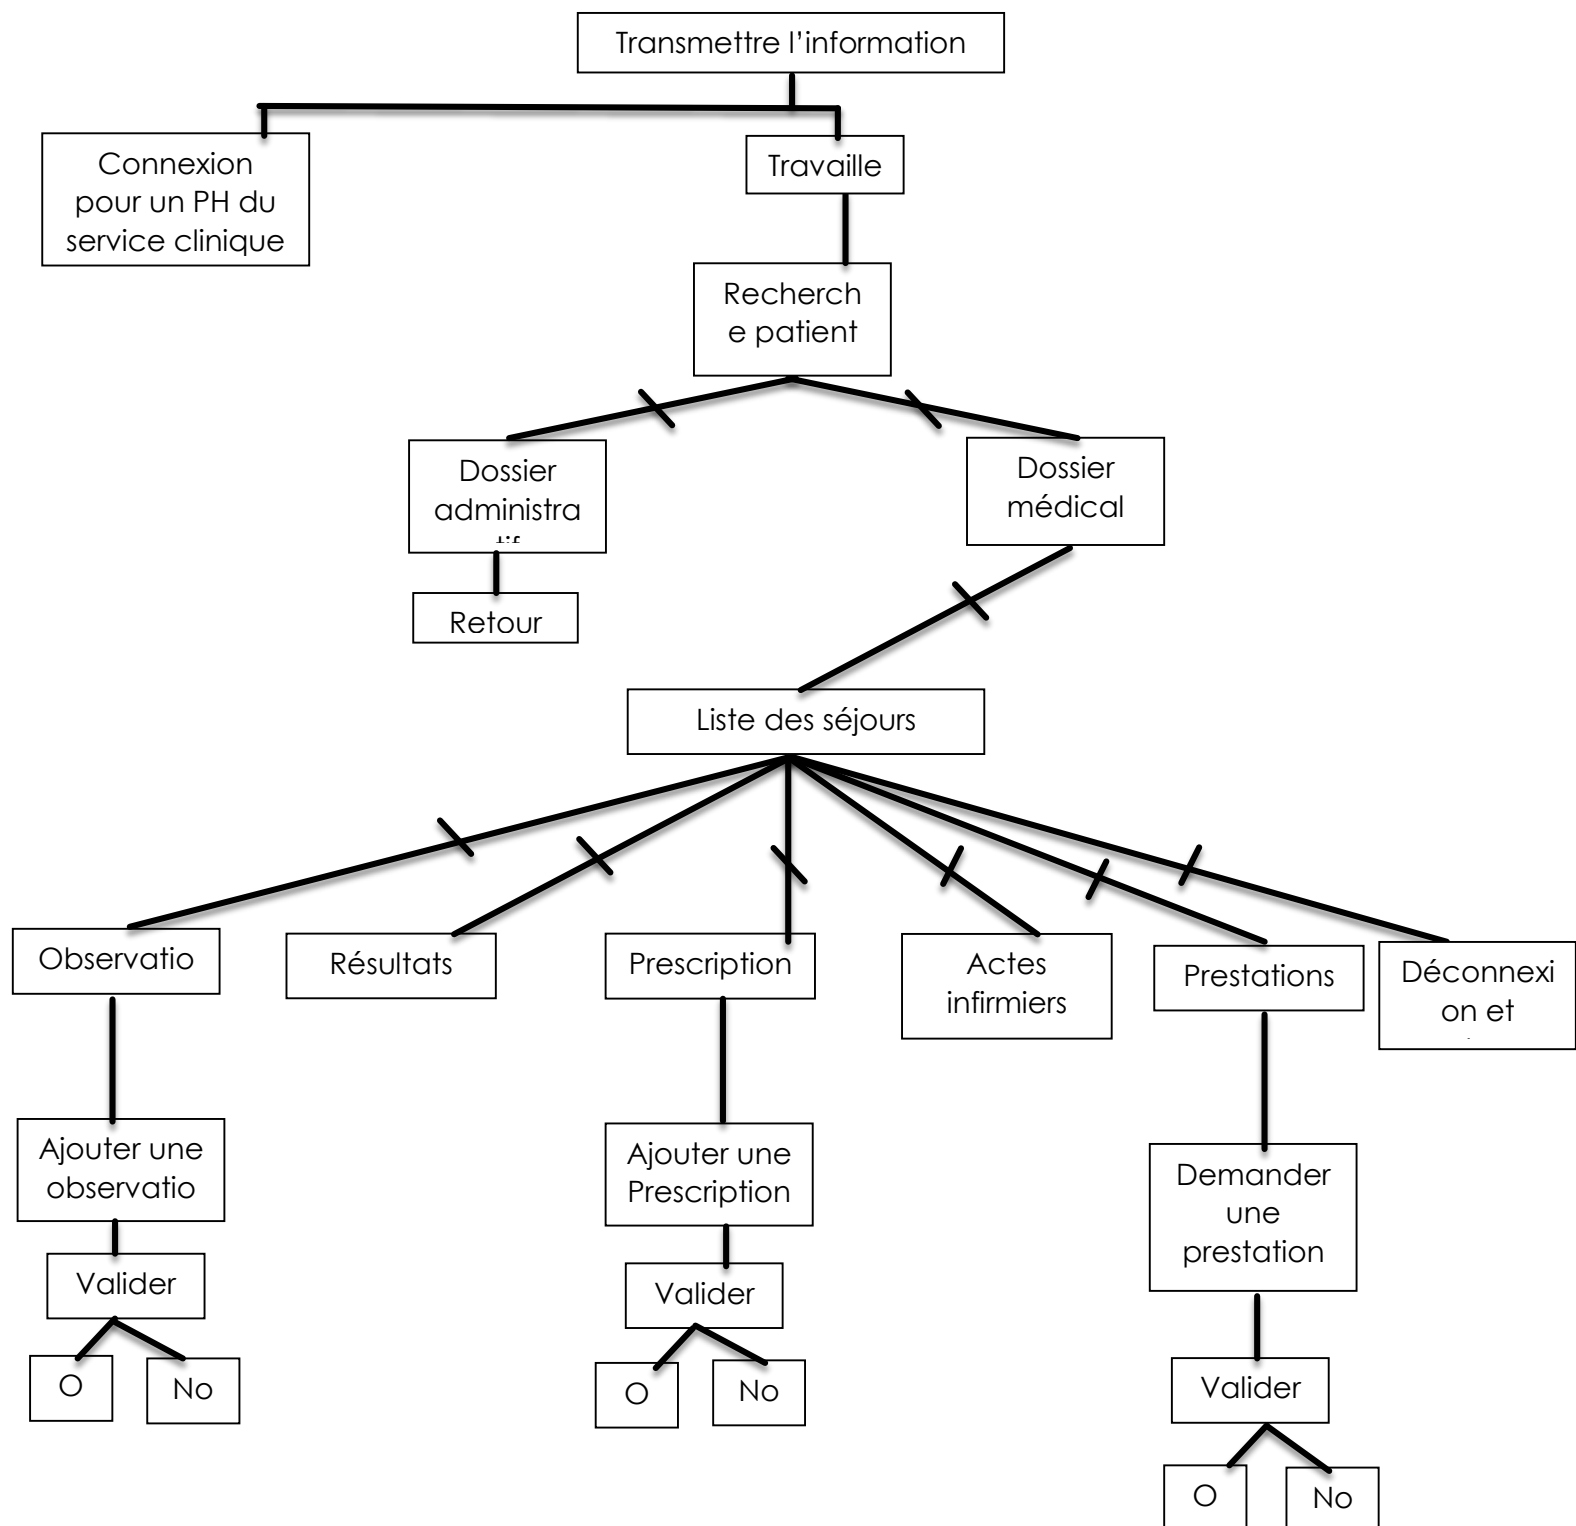 Transmettre l'information
Connexion
pour un PH du
service clinique
Travaille
Recherch
e patient
Dossier
administra
Dossier
médical
Retour
Liste des séjours
Observatio
Résultats
Prescription
Actes
infirmiers
Prestations
Déconnexi
on et
Ajouter une
observatio
Ajouter une
Prescription
Demander
une
prestation
Valider
Valider
Valider
O
No
O
No
O
No